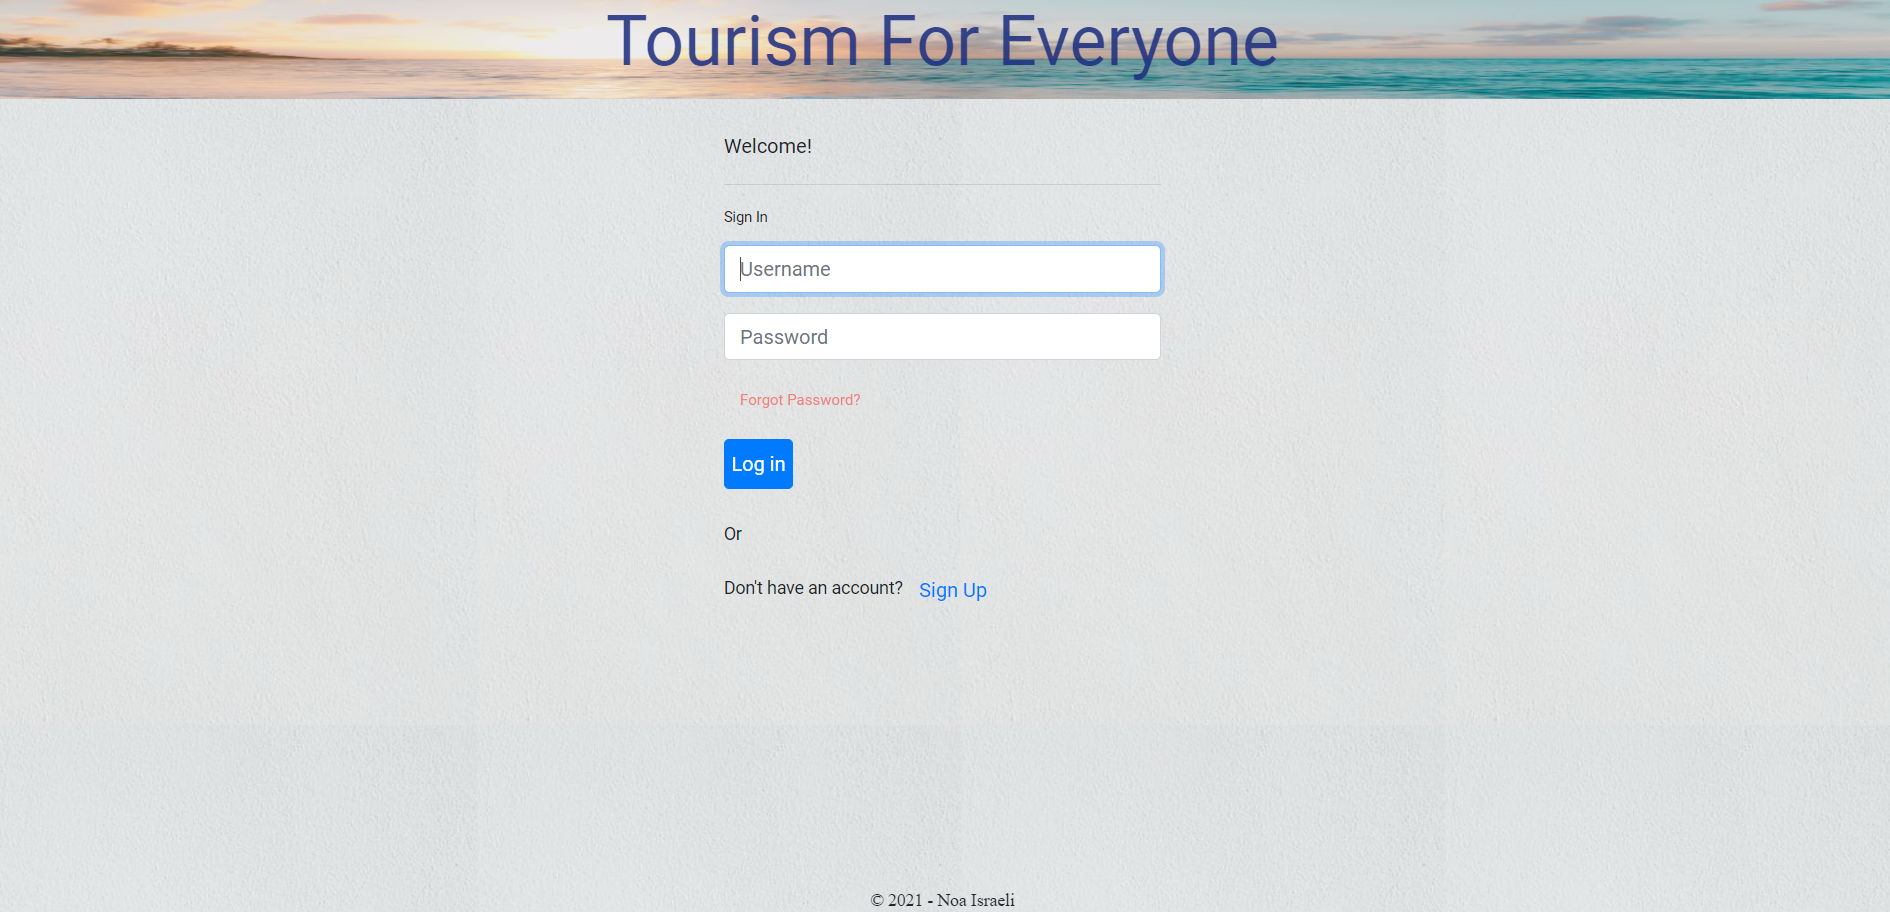 Tourism For Everyone
Welcome!
Sign In
Username
Password
Forgot Password?
Log in
Or
Don't have an account? Sign Up
© 2021 - Noa Israeli